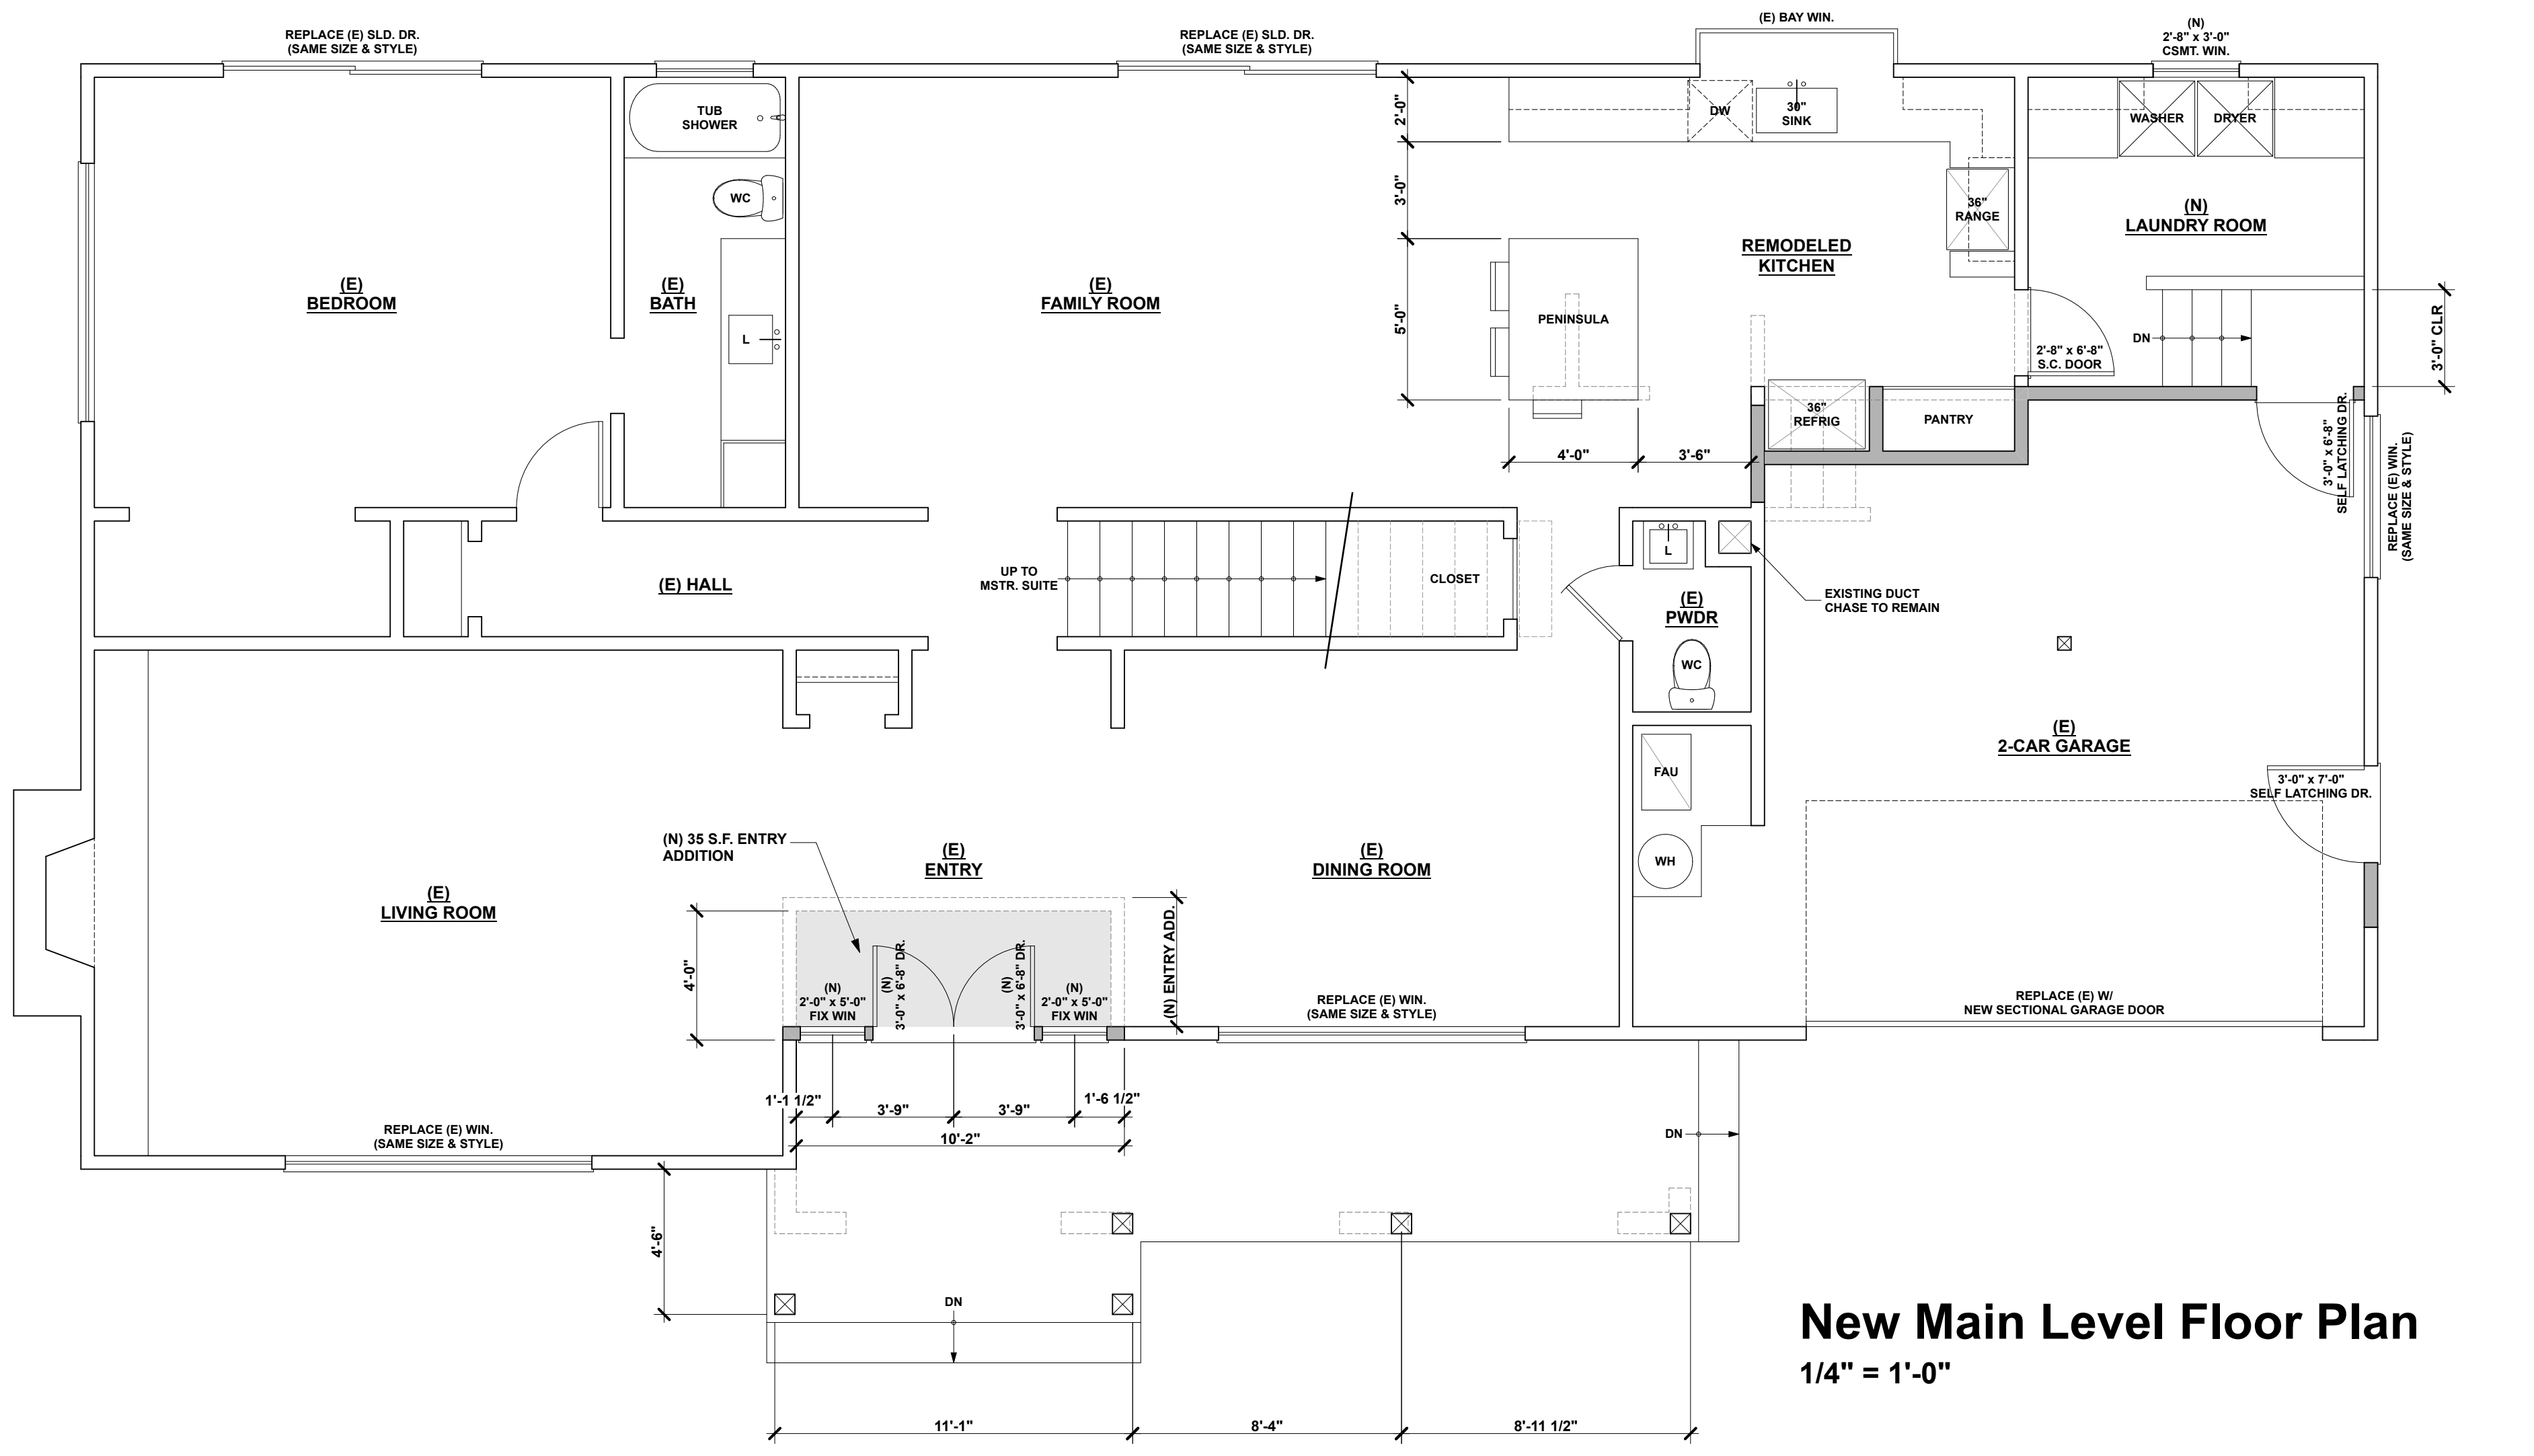 REPLACE (E) SLD. DR.
(SAME SIZE & STYLE)
REPLACE (E) SLD. DR.
(SAME SIZE & STYLE)
(E) BAY WIN.
(N)
2'-8" x 3'-0"
CSMT. WIN.
TUB
SHOWER
WC
(E)
BEDROOM
(E)
BATH
L
(E)
FAMILY ROOM
2'-0"
3'-0"
5'-0"
DW
30"
SINK
36"
RANGE
REMODELED
KITCHEN
PENINSULA
4'-0"
3'-6"
36"
REFRIG
PANTRY
WASHER
DRYER
(N)
LAUNDRY ROOM
DN
2'-8" x 6'-8"
S.C. DOOR
3'-0" CLR
3'-0" x 6'-8"
SELF LATCHING DR.
REPLACE (E) WIN.
(SAME SIZE & STYLE)
(E) HALL
UP TO
MSTR. SUITE
CLOSET
L
(E)
PWDR
WC
EXISTING DUCT
CHASE TO REMAIN
FAU
WH
(E)
2-CAR GARAGE
3'-0" x 7'-0"
SELF LATCHING DR.
REPLACE (E) W/
NEW SECTIONAL GARAGE DOOR
(E)
LIVING ROOM
(N) 35 S.F. ENTRY
ADDITION
(E)
ENTRY
(E)
DINING ROOM
4'-0"
(N)
2'-0" x 5'-0"
FIX WIN
(N)
3'-0" x 6'-8" DR.
(N)
3'-0" x 6'-8" DR.
(N)
2'-0" x 5'-0"
FIX WIN
(N) ENTRY ADD.
REPLACE (E) WIN.
(SAME SIZE & STYLE)
1'-1 1/2"
3'-9"
3'-9"
1'-6 1/2"
10'-2"
REPLACE (E) WIN.
(SAME SIZE & STYLE)
DN
4'-6"
DN
11'-1"
8'-4"
8'-11 1/2"
New Main Level Floor Plan
1/4" = 1'-0"